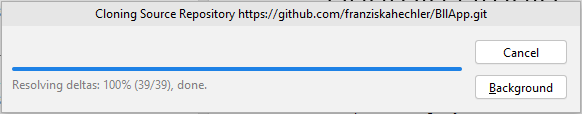 Cloning Source Repository https://github.com/franziskahechler/BllApp.git
Cancel
Resolving deltas: 100% (39/39), done.
Background